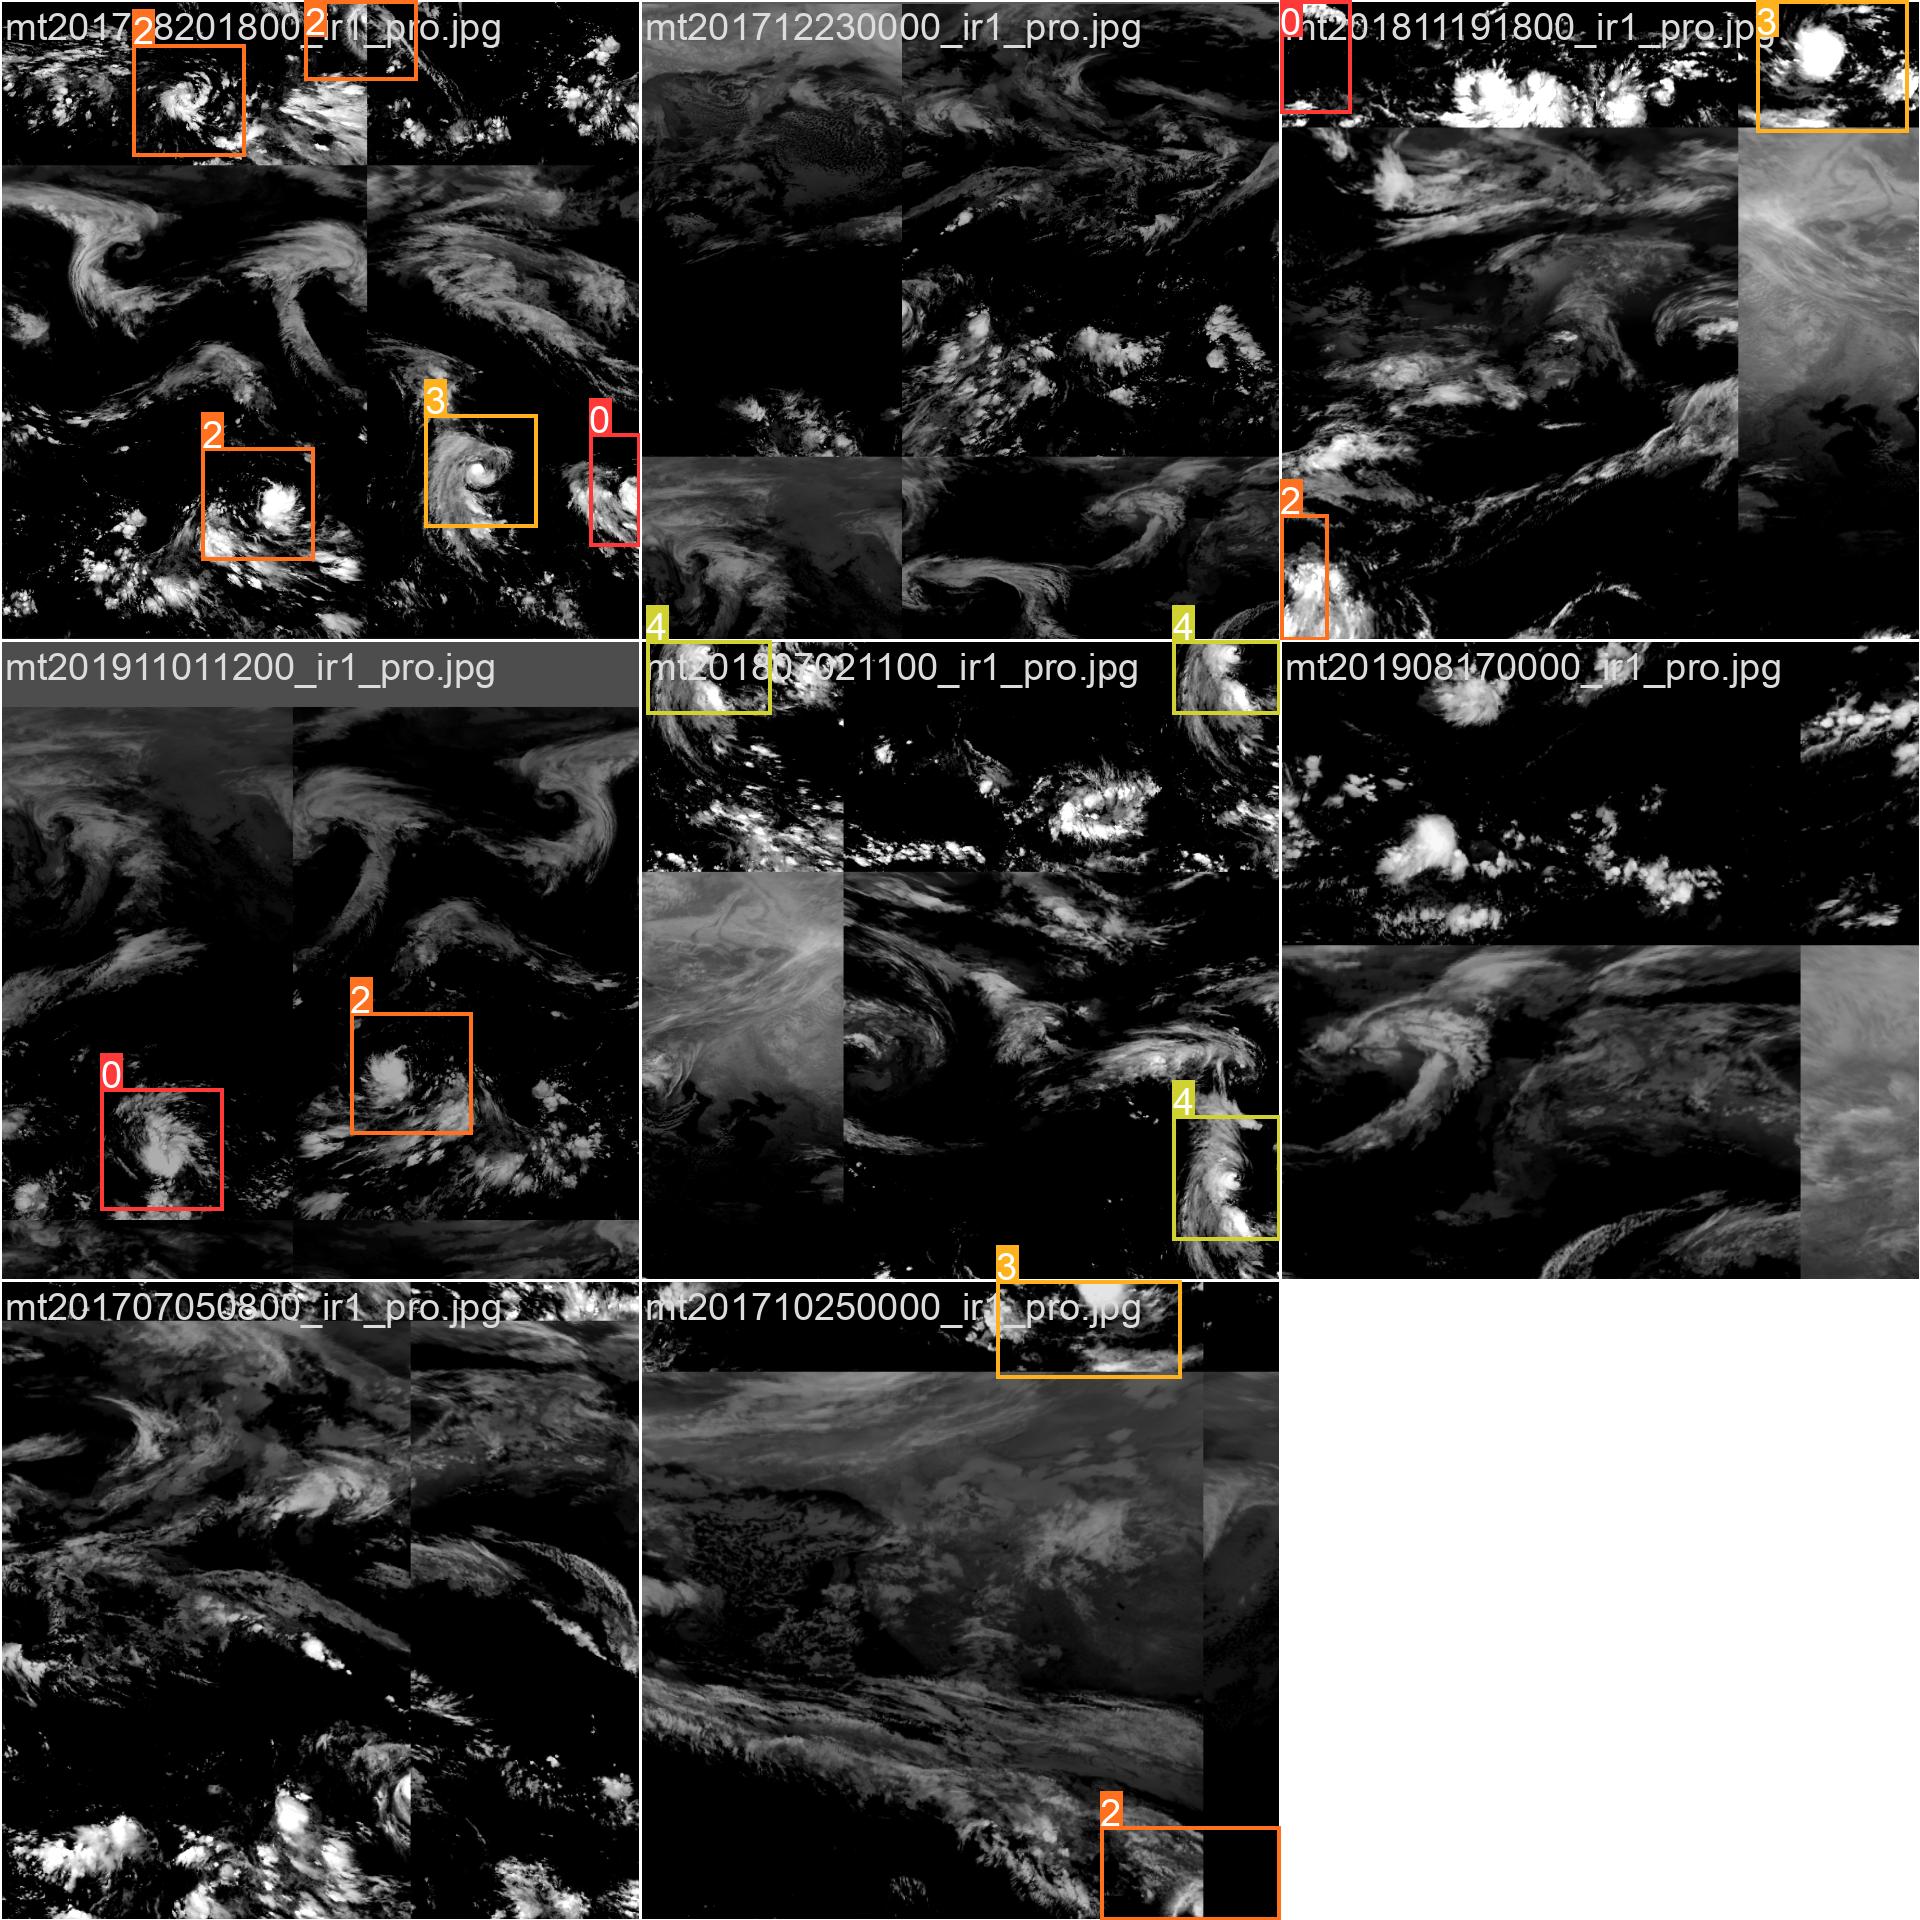 2
2
mt201708201800_ir1_pro.jpg
2
3
0
mt201712230000_ir1_pro.jpg
4
4
0
3
mt201811191800_ir1_pro.jpg
2
mt201911011200_ir1_pro.jpg
2
0
mt201807021100_ir1_pro.jpg
4
3
mt201908170000_ir1_pro.jpg
mt201707050800_ir1_pro.jpg
mt201710250000_ir1_pro.jpg
2